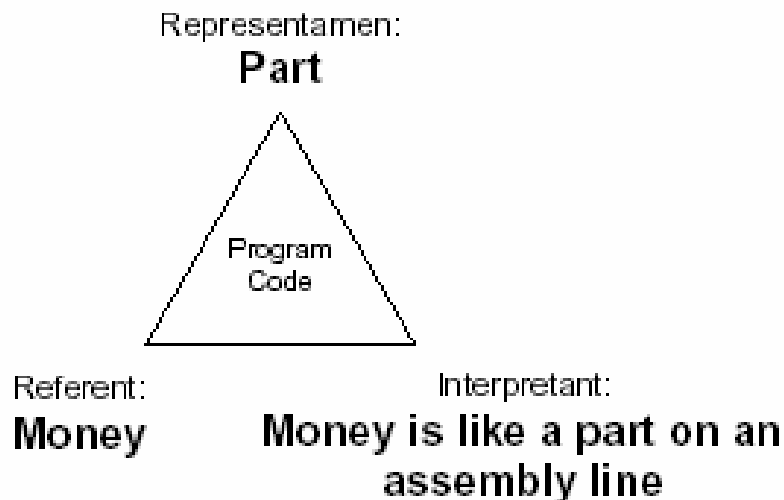 Representamen:
Part
Program
Code
Referent:
Money
Interpretant:
Money is like a part on an
assembly line